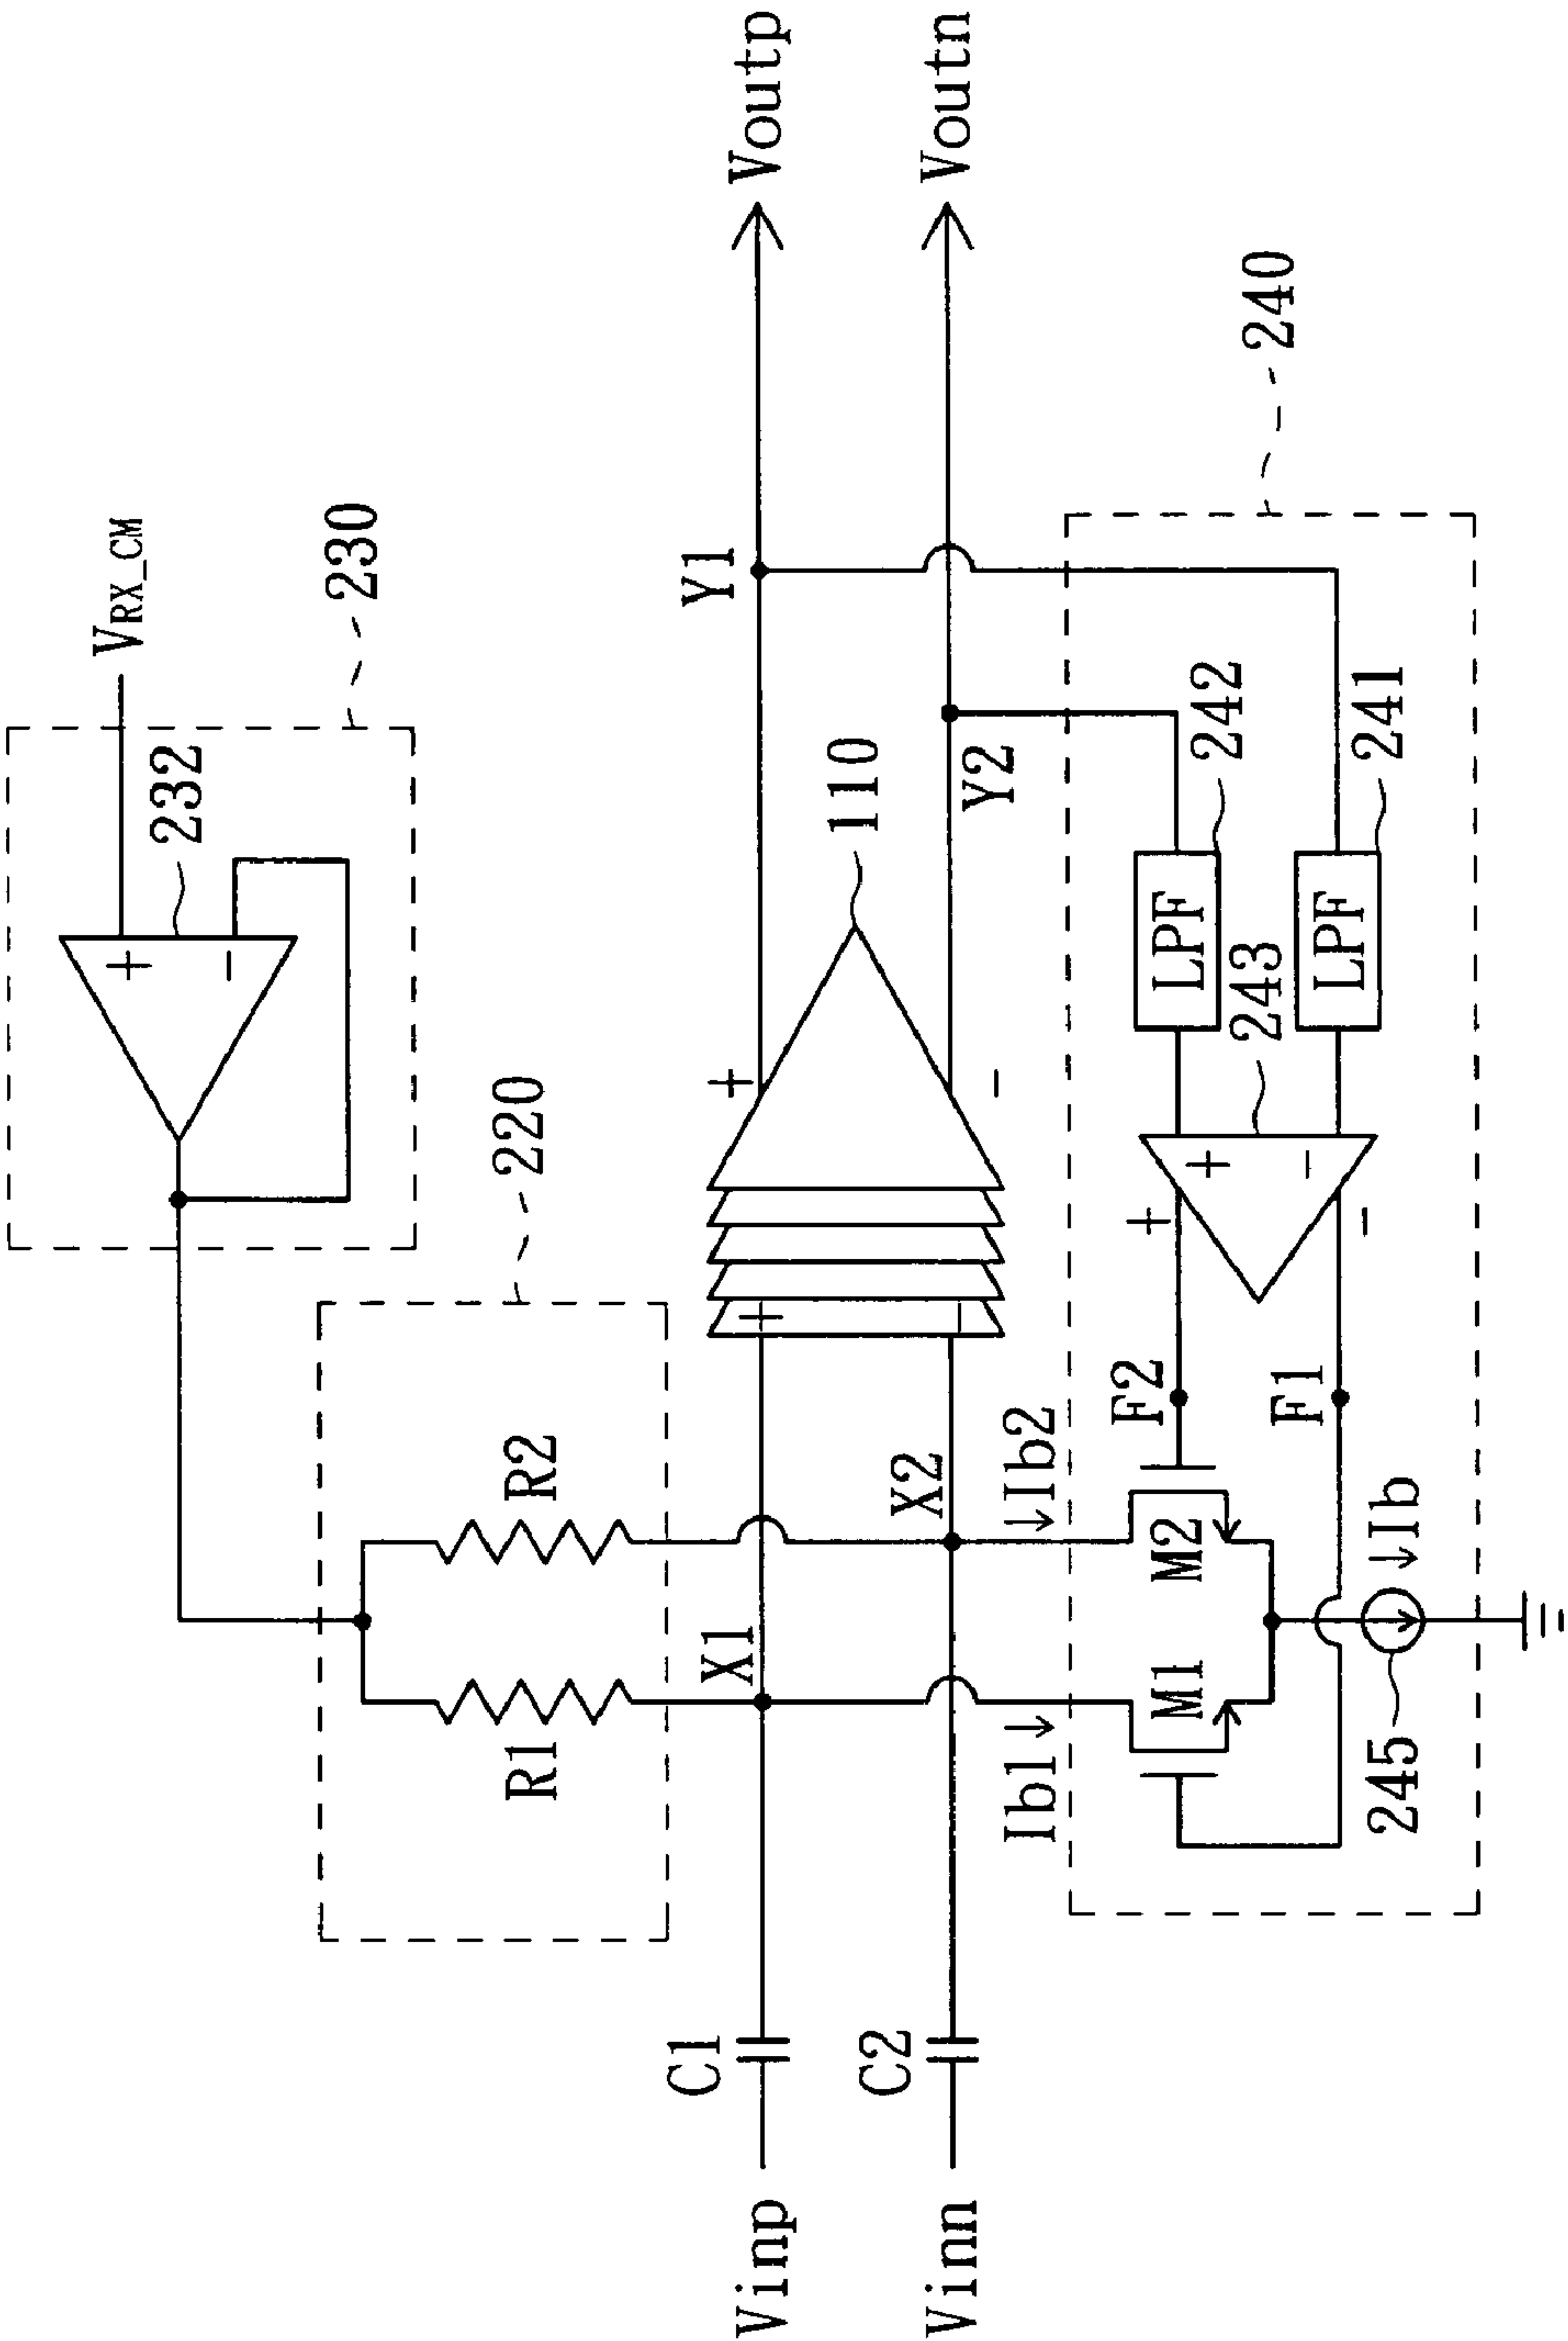 VRX_CM
232
230
220
R1
R2
Vinp
C1
X1
+
+
Y1
Voutp
110
Vinn
C2
X2
−
−
Y2
Voutn
240
Ib1 ↓
↓ Ib2
M1
M2
F2
F1
+
−
+
−
243
LPF
242
LPF
241
245
↓ Ib
+
−